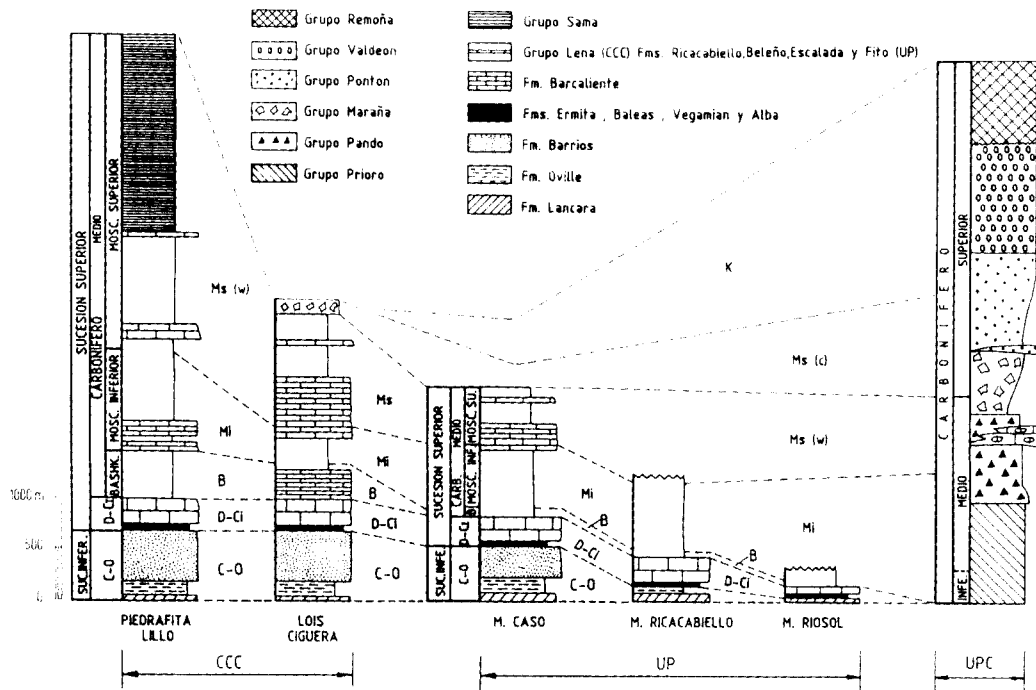 Grupo Remoña
Grupo Valdeon
Grupo Ponton
Grupo Maraña
Grupo Pando
Grupo Prioro
Grupo Sama
Grupo Lena (CCC) Fms. Ricacabiello, Beleño, Escalada y Fito (UP)
Fm. Barcaliente
Fms. Ermita , Baleas , Vegamian y Alba
Fm. Barrios
Fm. Oville
Fm. Lancara
SUCESION SUPERIOR
CARBONIFERO
MEDIO
MOSC. SUPERIOR
MOSC. INFERIOR
BASHK.
D-Ci
SUC.INFER.
C-O
1000 m
500
0
Ms (w)
Mi
B
D-Ci
C-O
Ms
Mi
B
D-Ci
C-O
SUCESION SUPERIOR
CARB.
MEDIO
MOSC. SU.
MOSC. INF.
B
D-Ci
SUC.INFE.
C-O
K
Ms (c)
Ms (w)
Mi
B
D-Ci
Mi
B
D-Ci
CARBONIFERO
SUPERIOR
MEDIO
INFE.
PIEDRAFITA
LILLO
LOIS
CIGUERA
M. CASO
M. RICACABIELLO
M. RIOSOL
CCC
UP
UPC